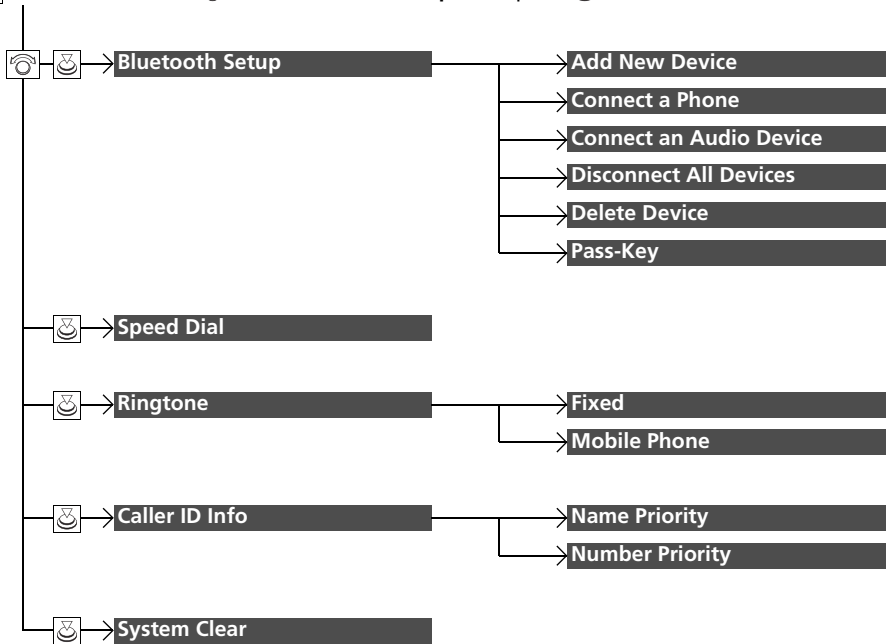 Bluetooth Setup
Add New Device
Connect a Phone
Connect an Audio Device
Disconnect All Devices
Delete Device
Pass-Key
Speed Dial
Ringtone
Fixed
Mobile Phone
Caller ID Info
Name Priority
Number Priority
System Clear